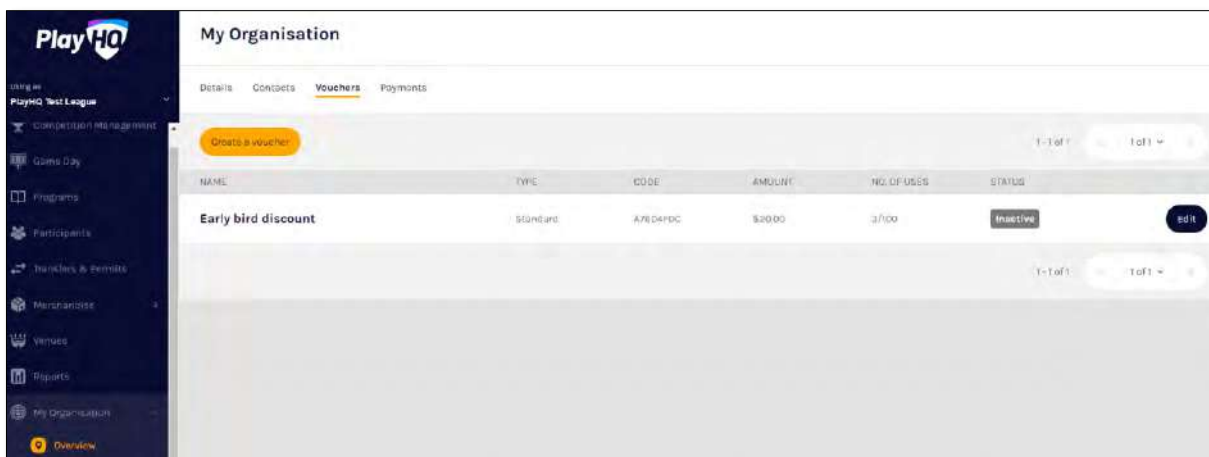 PlayHQ
My Organisation
Using as
PlayHQ Test League
Details Contacts Vouchers Payments
Competition Management
Game Day
Programs
Participants
Transfers & Permits
Merchandise
Venues
Reports
My Organisation
Overview
Create a voucher
1-1 of 1 1 of 1
NAME TYPE CODE AMOUNT NO. OF USES STATUS
Early bird discount Standard $20.00 3/100 Inactive Edit
1-1 of 1 1 of 1